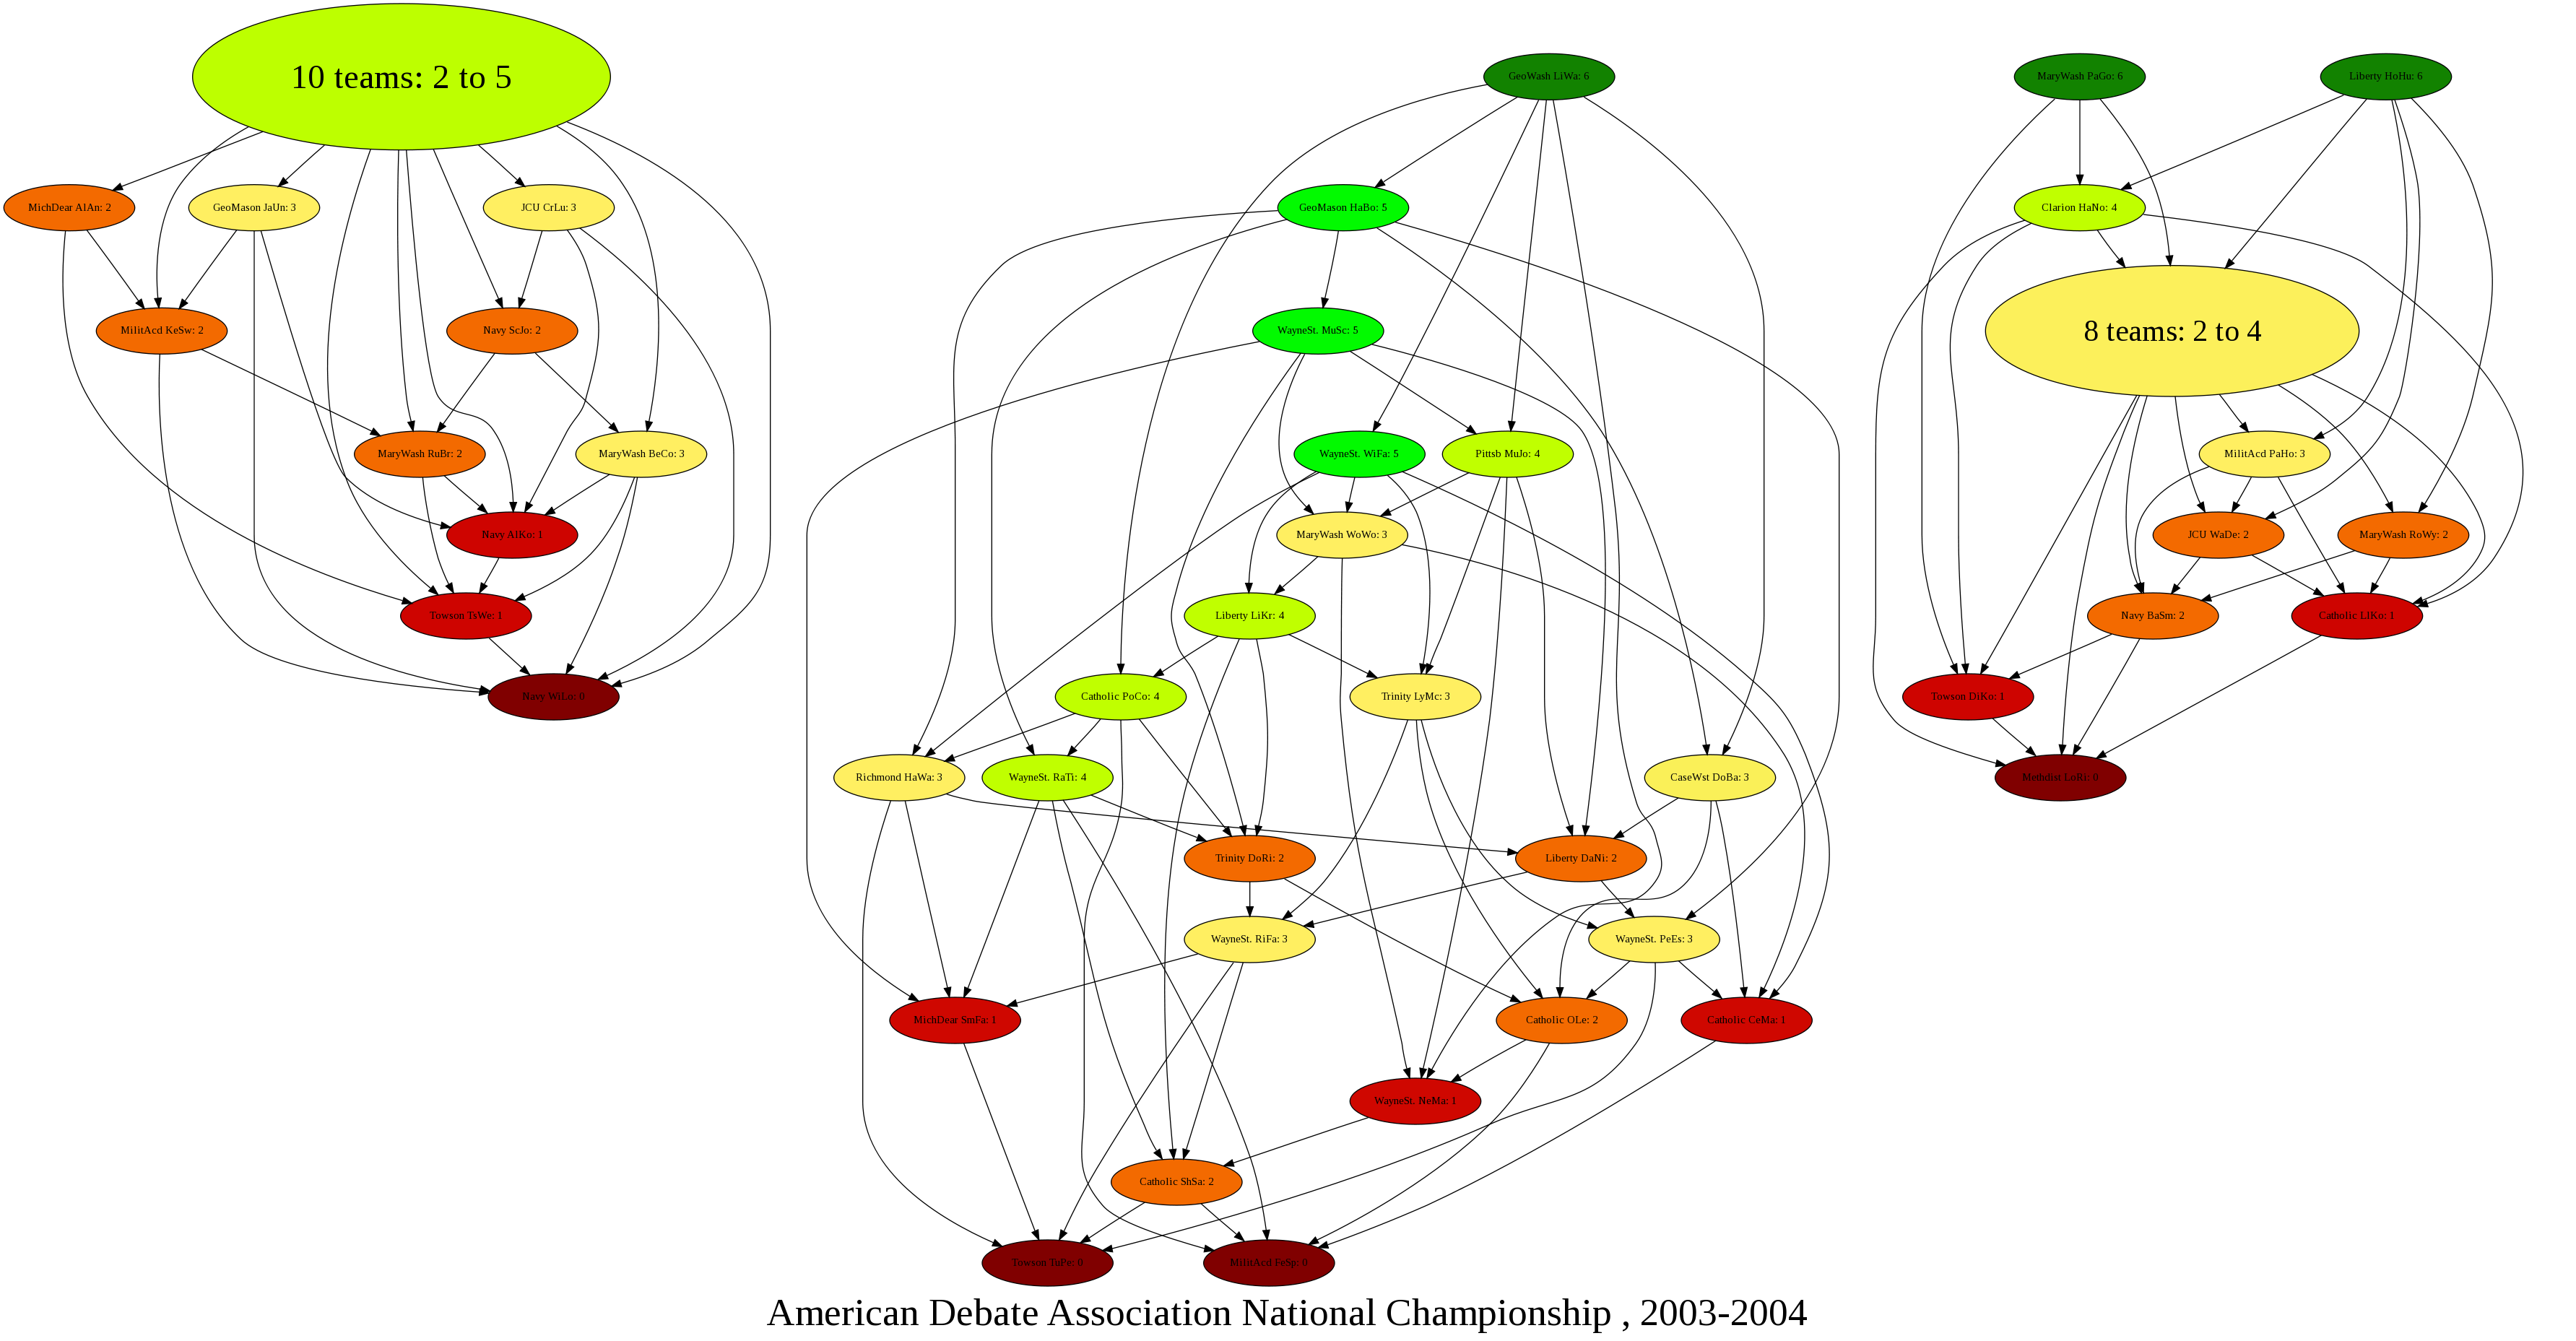 10 teams: 2 to 5
GeoWash LiWa: 6
MaryWash PaGo: 6
Liberty HoHu: 6
MichDear AlAn: 2
GeoMason JaUn: 3
JCU CrLu: 3
GeoMason HaBo: 5
Clarion HaNo: 4
MilitAcd KeSw: 2
Navy ScJo: 2
WayneSt. MuSc: 5
8 teams: 2 to 4
MaryWash RuBr: 2
MaryWash BeCo: 3
WayneSt. WiFa: 5
Pittsb MuJo: 4
MilitAcd PaHo: 3
Navy AlKo: 1
MaryWash WoWo: 3
JCU WaDe: 2
MaryWash RoWy: 2
Towson TsWe: 1
Liberty LiKr: 4
Navy BaSm: 2
Catholic LIKo: 1
Navy WiLo: 0
Catholic PoCo: 4
Trinity LyMc: 3
Towson DiKo: 1
Richmond HaWa: 3
WayneSt. RaTi: 4
CaseWst DoBa: 3
Methdist LoRi: 0
Trinity DoRi: 2
Liberty DaNi: 2
WayneSt. RiFa: 3
WayneSt. PeEs: 3
MichDear SmFa: 1
Catholic OLe: 2
Catholic CeMa: 1
WayneSt. NeMa: 1
Catholic ShSa: 2
Towson TuPe: 0
MilitAcd FeSp: 0
American Debate Association National Championship , 2003-2004